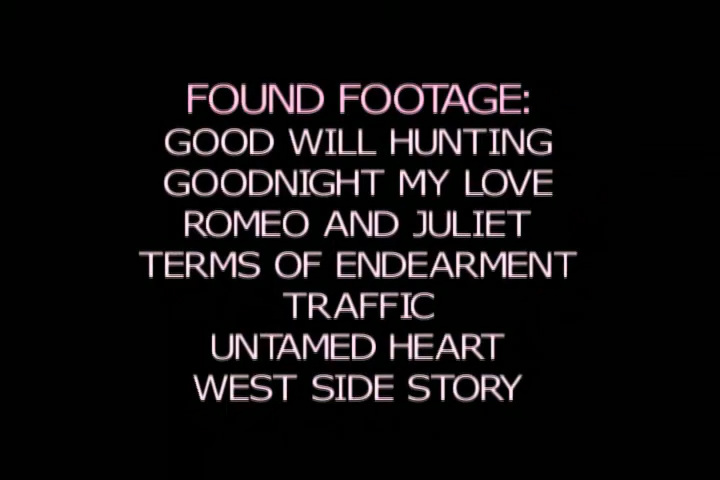 FOUND FOOTAGE:
GOOD WILL HUNTING
GOODNIGHT MY LOVE
ROMEO AND JULIET
TERMS OF ENDEARMENT
TRAFFIC
UNTAMED HEART
WEST SIDE STORY